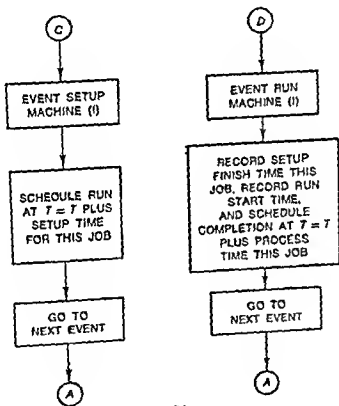 C
EVENT SETUP
MACHINE (I)
SCHEDULE RUN
AT T = T PLUS
SETUP TIME
FOR THIS JOB
GO TO
NEXT EVENT
A
D
EVENT RUN
MACHINE (I)
RECORD SETUP
FINISH TIME THIS
JOB, RECORD RUN
START TIME,
AND SCHEDULE
COMPLETION AT T = T
PLUS PROCESS
TIME THIS JOB
GO TO
NEXT EVENT
A